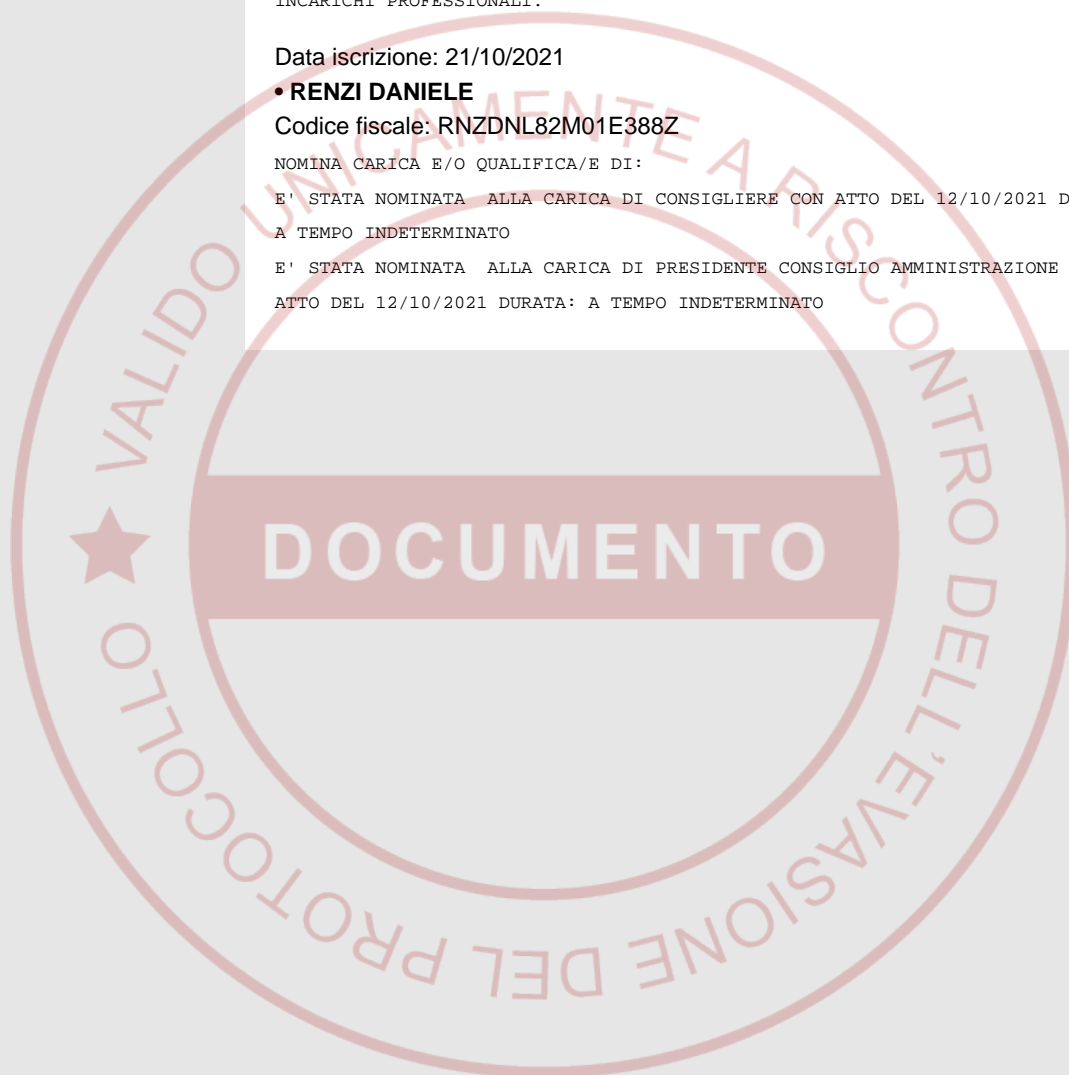 INCARICHI PROFESSIONALI.
Data iscrizione: 21/10/2021
• RENZI DANIELE
Codice fiscale: RNZDNL82M01E388Z
NOMINA CARICA E/O QUALIFICA/E DI:
E' STATA NOMINATA ALLA CARICA DI CONSIGLIERE CON ATTO DEL 12/10/2021 D
A TEMPO INDETERMINATO
E' STATA NOMINATA ALLA CARICA DI PRESIDENTE CONSIGLIO AMMINISTRAZIONE
ATTO DEL 12/10/2021 DURATA: A TEMPO INDETERMINATO
VALIDO UNICAMENTE A RISCONTRO DELL'EVASIONE DEL PROTOCOLLO
DOCUMENTO